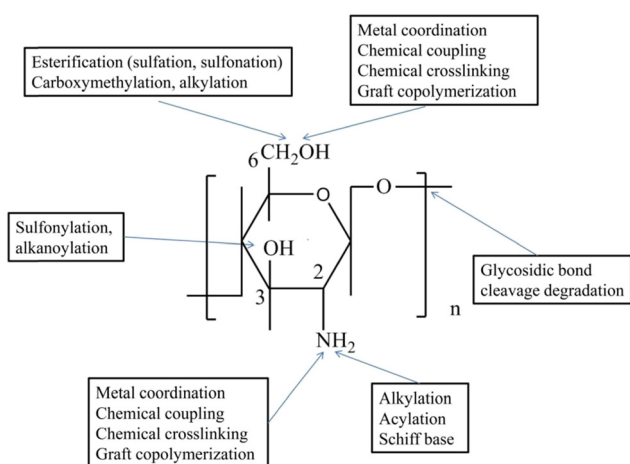 Metal coordination
Chemical coupling
Chemical crosslinking
Graft copolymerization
Esterification (sulfation, sulfonation)
Carboxymethylation, alkylation
6 CH₂OH
O
O
Sulfonylation,
alkanoylation
OH
2
3
n
Glycosidic bond
cleavage degradation
NH₂
Metal coordination
Chemical coupling
Chemical crosslinking
Graft copolymerization
Alkylation
Acylation
Schiff base